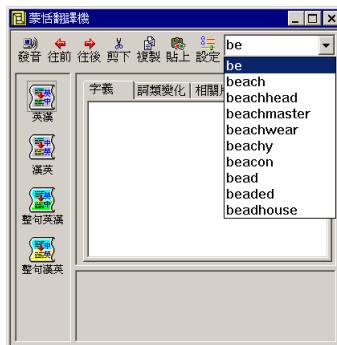 蒙恬翻譯機
發音 往前 往後 剪下 複製 貼上 設定
be
be
beach
beachhead
beachmaster
beachwear
beachy
beacon
bead
beaded
beadhouse
字義 詞類變化 相關
英漢
漢英
整句英漢
整句漢英